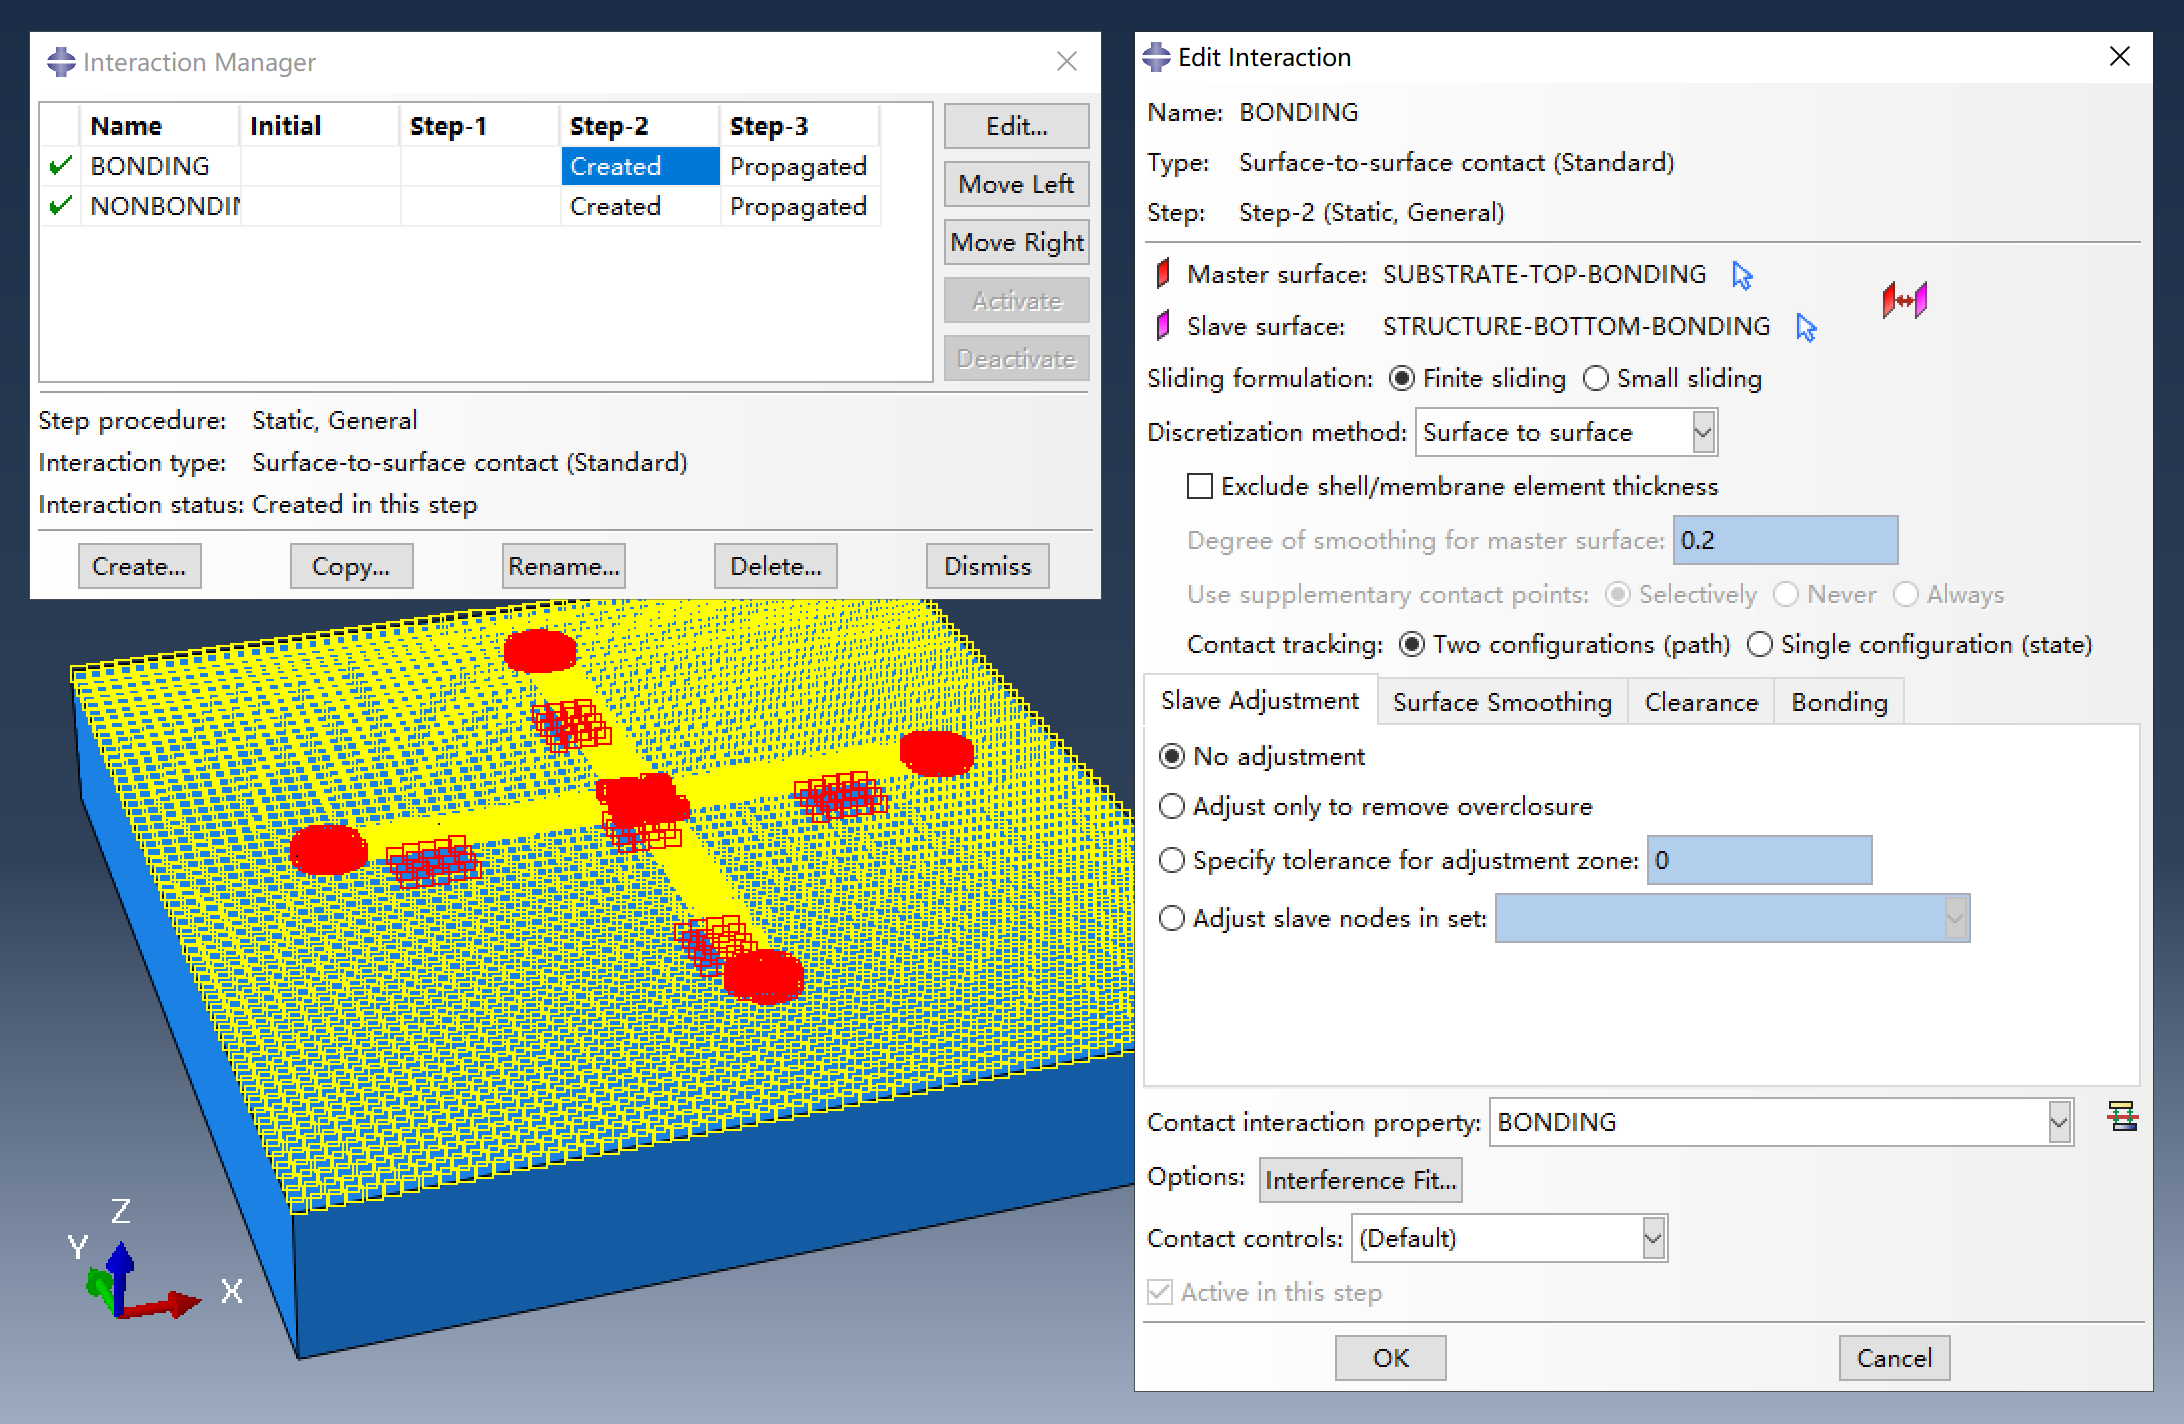 Interaction Manager
Name Initial Step-1 Step-2 Step-3
BONDING Created Propagated
NONBONDIN Created Propagated
Edit...
Move Left
Move Right
Activate
Deactivate
Step procedure: Static, General
Interaction type: Surface-to-surface contact (Standard)
Interaction status: Created in this step
Create... Copy... Rename... Delete... Dismiss
Z
Y
X
Edit Interaction
Name: BONDING
Type: Surface-to-surface contact (Standard)
Step: Step-2 (Static, General)
Master surface: SUBSTRATE-TOP-BONDING
Slave surface: STRUCTURE-BOTTOM-BONDING
Sliding formulation: Finite sliding Small sliding
Discretization method: Surface to surface
Exclude shell/membrane element thickness
Degree of smoothing for master surface: 0.2
Use supplementary contact points: Selectively Never Always
Contact tracking: Two configurations (path) Single configuration (state)
Slave Adjustment Surface Smoothing Clearance Bonding
No adjustment
Adjust only to remove overclosure
Specify tolerance for adjustment zone: 0
Adjust slave nodes in set:
Contact interaction property: BONDING
Options: Interference Fit...
Contact controls: (Default)
Active in this step
OK Cancel